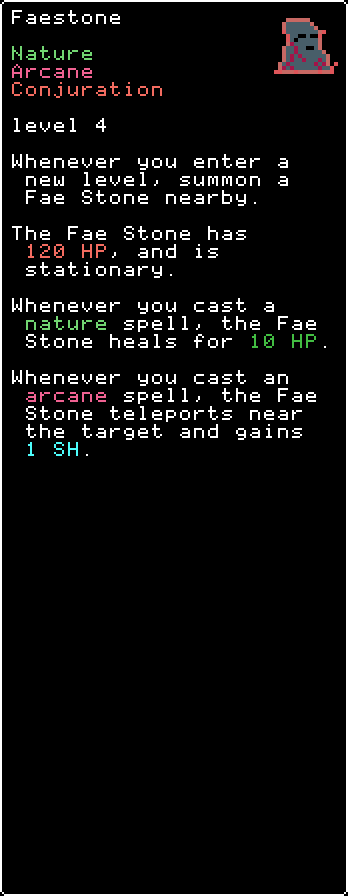 Faestone
Nature
Arcane
Conjuration
level 4
Whenever you enter a
new level, summon a
Fae Stone nearby.
The Fae Stone has
120 HP, and is
stationary.
Whenever you cast a
nature spell, the Fae
Stone heals for 10 HP.
Whenever you cast an
arcane spell, the Fae
Stone teleports near
the target and gains
1 SH.